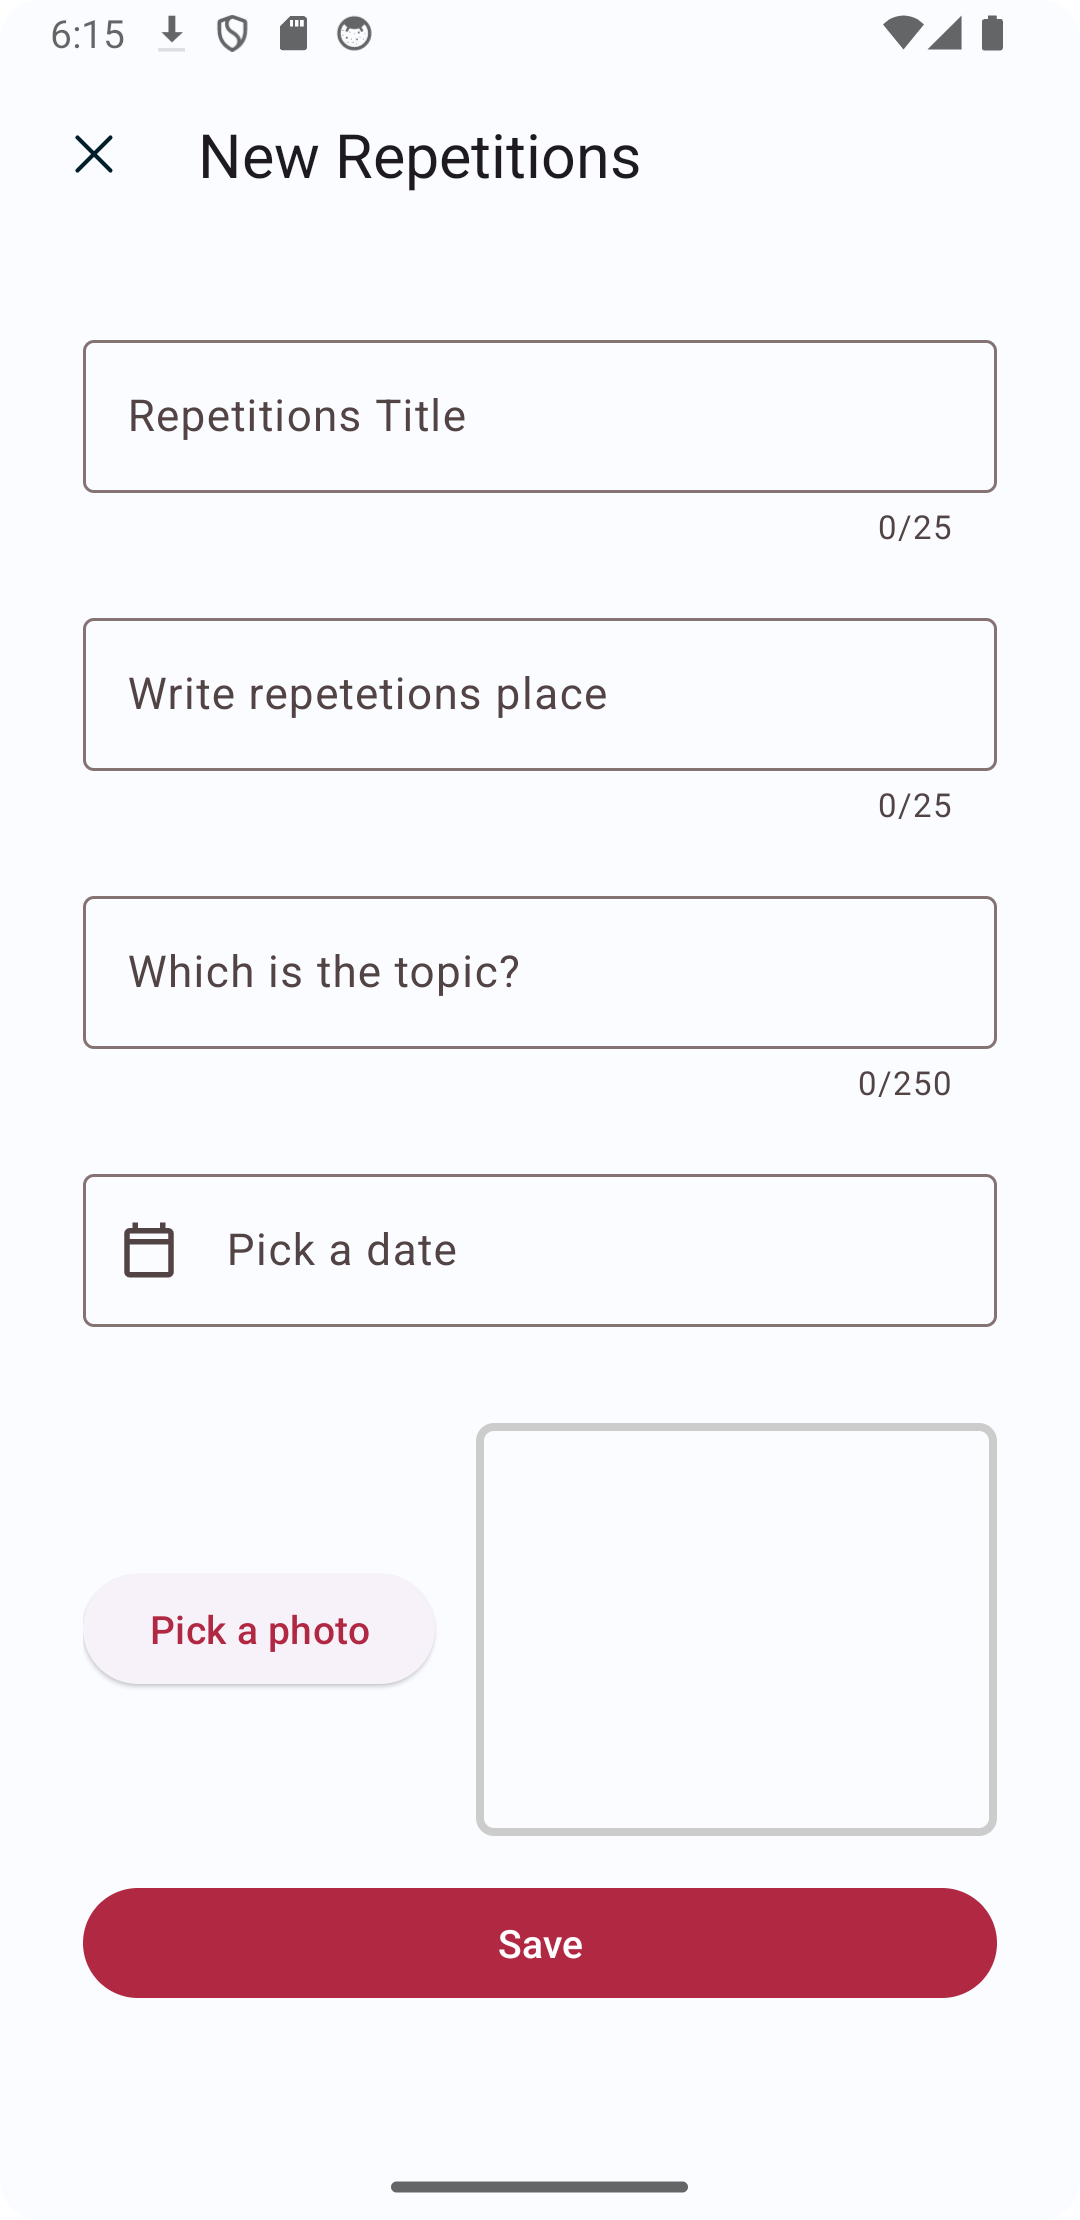 6:15
New Repetitions
Repetitions Title
0/25
Write repetetions place
0/25
Which is the topic?
0/250
Pick a date
Pick a photo
Save